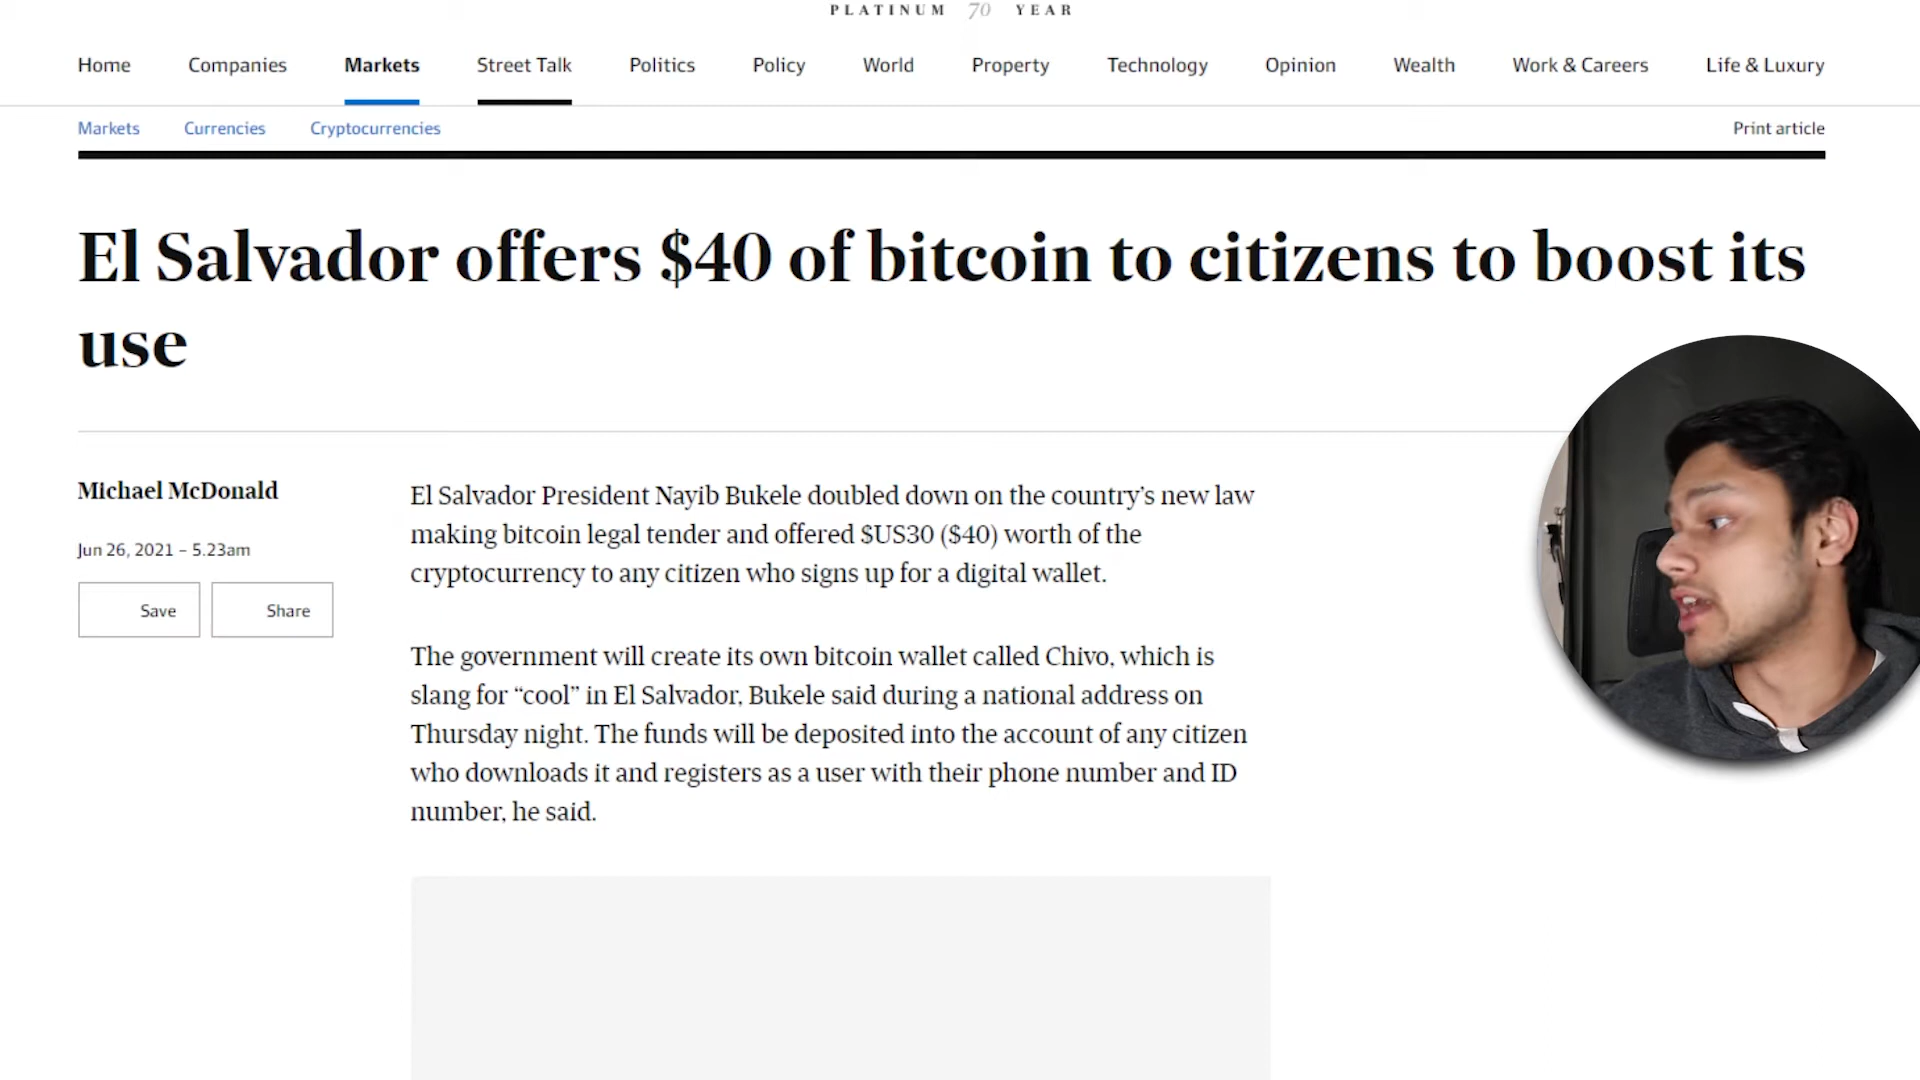 PLATINUM 70 YEAR
Home Companies Markets Street Talk Politics Policy World Property Technology Opinion Wealth Work & Careers Life & Luxury
Markets Currencies Cryptocurrencies Print article
El Salvador offers $40 of bitcoin to citizens to boost its
use
Michael McDonald
Jun 26, 2021 – 5.23am
Save Share
El Salvador President Nayib Bukele doubled down on the country’s new law
making bitcoin legal tender and offered $US30 ($40) worth of the
cryptocurrency to any citizen who signs up for a digital wallet.
The government will create its own bitcoin wallet called Chivo, which is
slang for “cool” in El Salvador, Bukele said during a national address on
Thursday night. The funds will be deposited into the account of any citizen
who downloads it and registers as a user with their phone number and ID
number, he said.